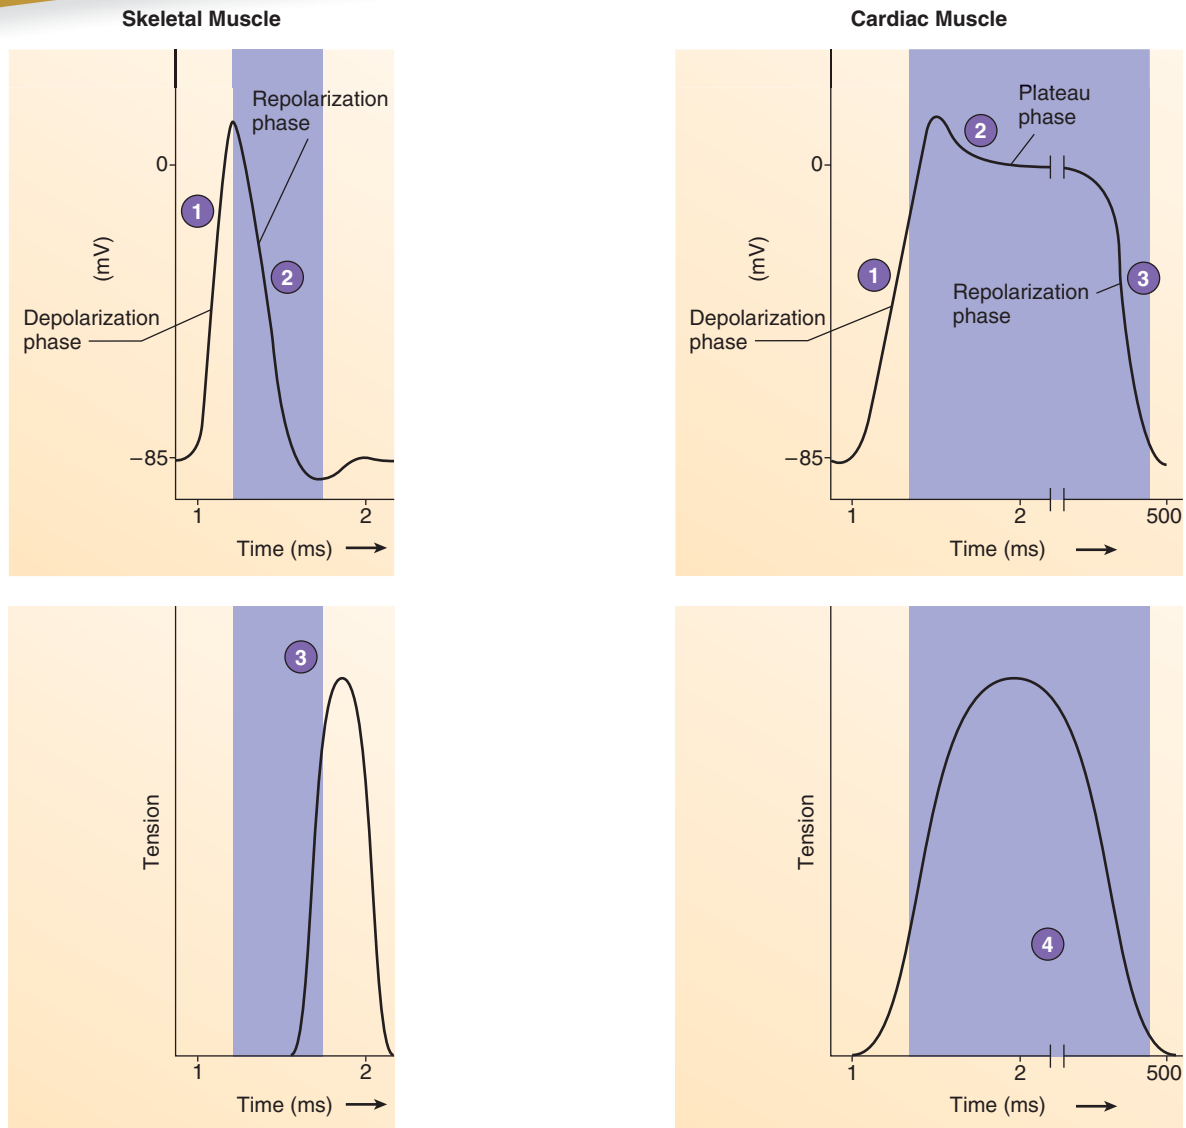 Skeletal Muscle
Repolarization
phase
0
1
(mV)
2
Depolarization
phase
–85
1
2
Time (ms)
3
Tension
1
2
Time (ms)
Cardiac Muscle
Plateau
phase
2
0
(mV)
1
3
Repolarization
phase
Depolarization
phase
–85
1
2
500
Time (ms)
Tension
4
1
2
500
Time (ms)